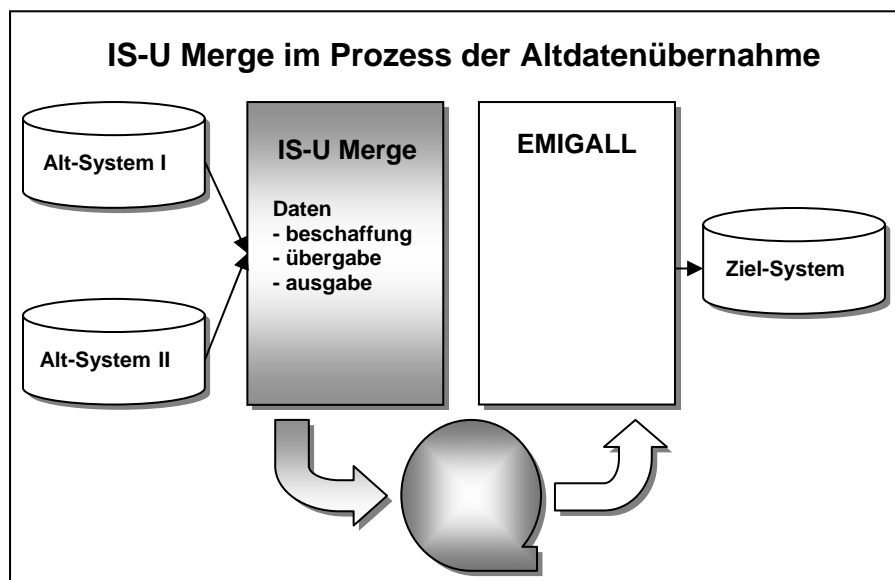 IS-U Merge im Prozess der Altdatenübernahme
Alt-System I
Alt-System II
IS-U Merge
Daten
- beschaffung
- übergabe
- ausgabe
EMIGALL
Ziel-System